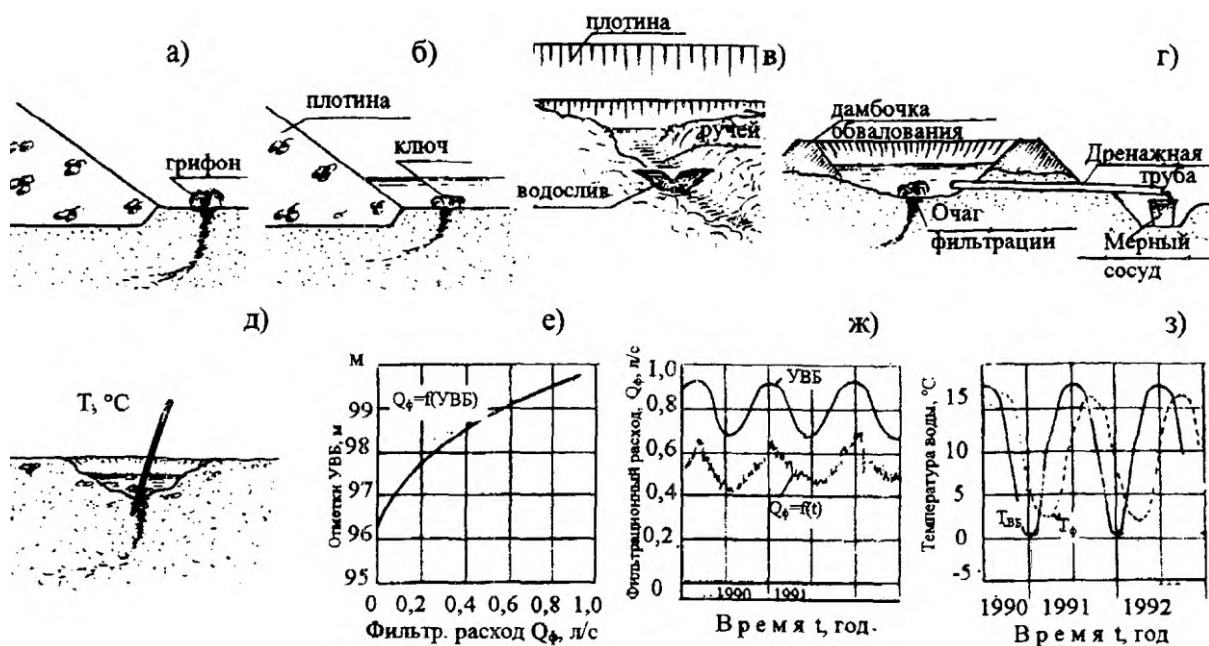 а)
плотина
грифон
б)
ключ
в)
плотина
ручей
водослив
г)
дамбочка
обвалования
Дренажная
труба
Очаг
фильтрации
Мерный
сосуд
д)
T, °C
е)
м
Отметки УВБ, м
99
98
97
96
95
Qф=f(УВБ)
0 0,2 0,4 0,6 0,8 1,0
Фильтр. расход Qф, л/с
ж)
Фильтрационный расход, Qф, л/с
1,0
0,8
0,6
0,4
0,2
0
УВБ
Qф=f(t)
1990 1991
Время t, год.
з)
Температура воды, °C
15
10
5
0
-5
TВБ
Tф
1990 1991 1992
Время t, год